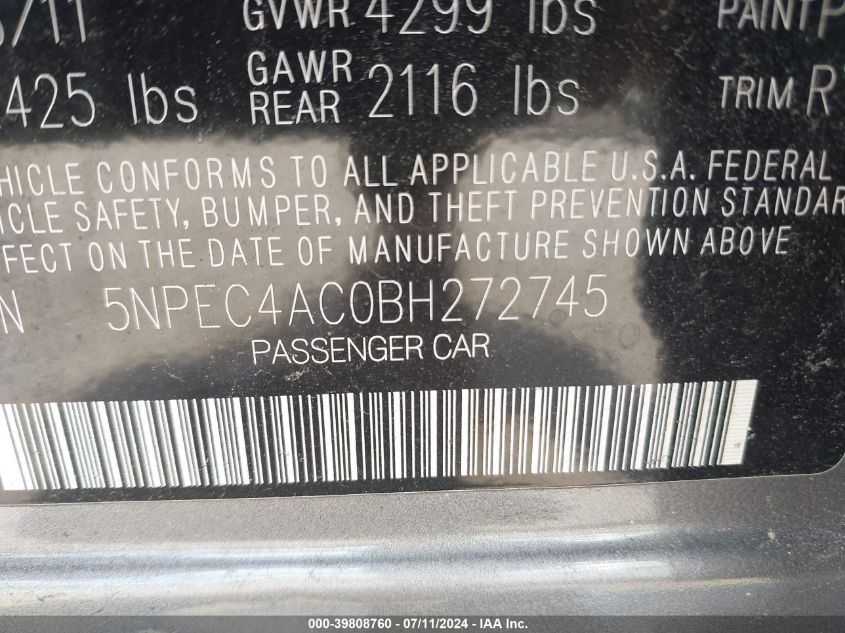 /11 GVWR 4299 lbs PAINT
425 lbs GAWR REAR 2116 lbs TRIM R
HICLE CONFORMS TO ALL APPLICABLE U.S.A. FEDERAL
ICLE SAFETY, BUMPER, AND THEFT PREVENTION STANDAR
FFECT ON THE DATE OF MANUFACTURE SHOWN ABOVE
N 5NPEC4AC0BH272745
PASSENGER CAR
000-39808760 - 07/11/2024 - IAA Inc.